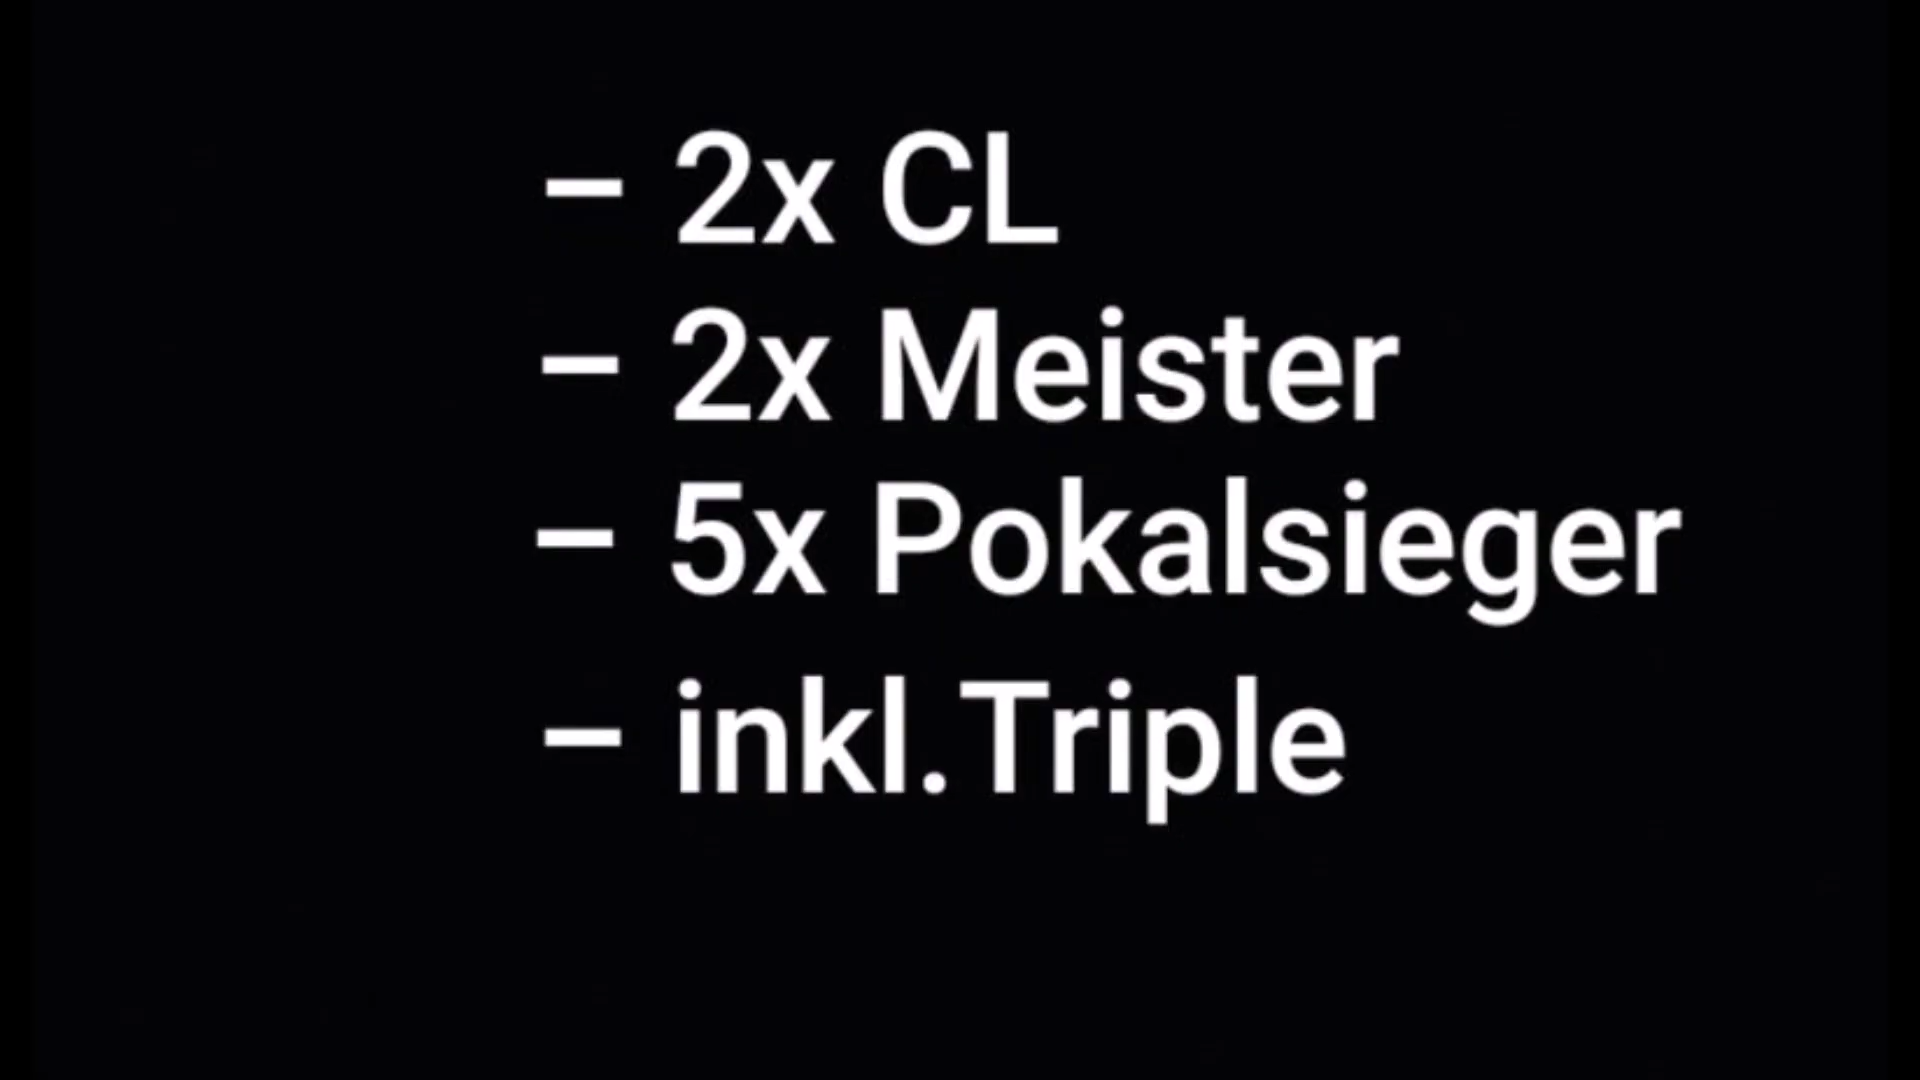 – 2x CL
– 2x Meister
– 5x Pokalsieger
– inkl.Triple